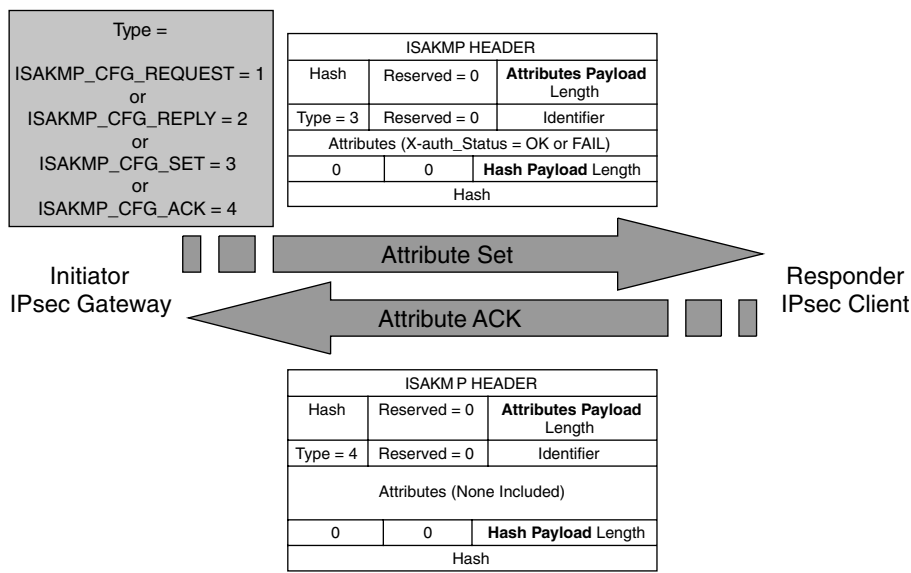 Type =
ISAKMP_CFG_REQUEST = 1
or
ISAKMP_CFG_REPLY = 2
or
ISAKMP_CFG_SET = 3
or
ISAKMP_CFG_ACK = 4
ISAKMP HEADER
Hash Reserved = 0 Attributes Payload
Length
Type = 3 Reserved = 0 Identifier
Attributes (X-auth_Status = OK or FAIL)
0 0 Hash Payload Length
Hash
Initiator
IPsec Gateway
Attribute Set
Attribute ACK
Responder
IPsec Client
ISAKMP HEADER
Hash Reserved = 0 Attributes Payload
Length
Type = 4 Reserved = 0 Identifier
Attributes (None Included)
0 0 Hash Payload Length
Hash